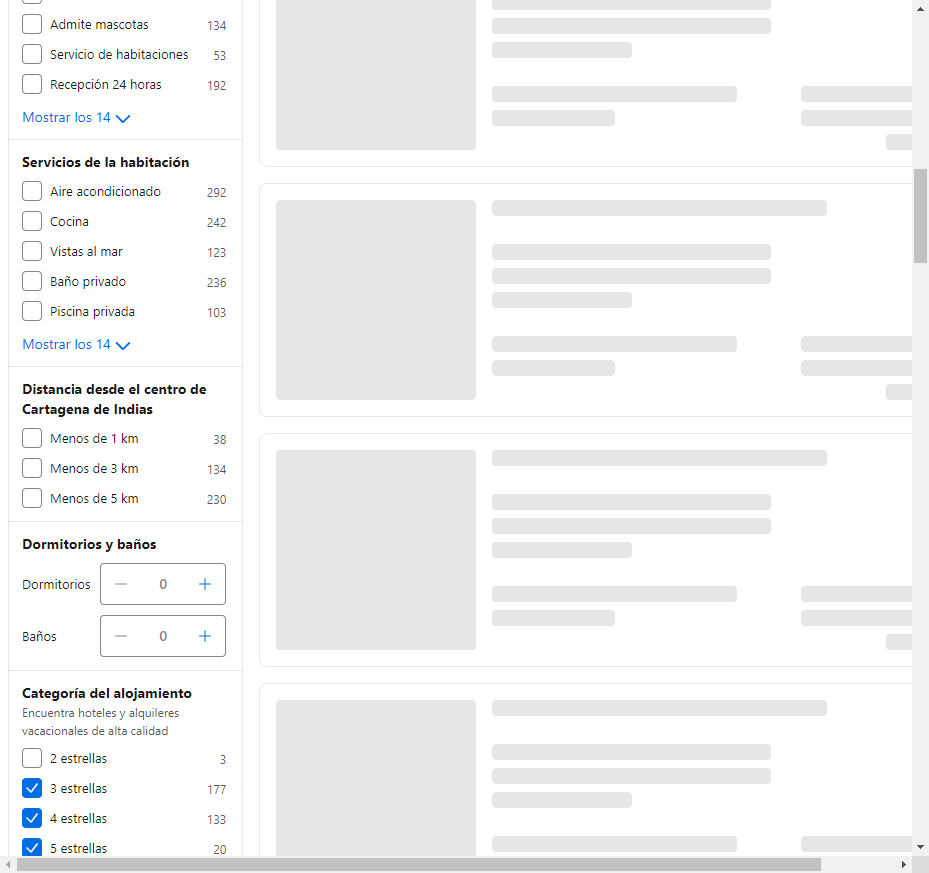 Admite mascotas 134
Servicio de habitaciones 53
Recepción 24 horas 192
Mostrar los 14
Servicios de la habitación
Aire acondicionado 292
Cocina 242
Vistas al mar 123
Baño privado 236
Piscina privada 103
Mostrar los 14
Distancia desde el centro de
Cartagena de Indias
Menos de 1 km 38
Menos de 3 km 134
Menos de 5 km 230
Dormitorios y baños
Dormitorios 0
Baños 0
Categoría del alojamiento
Encuentra hoteles y alquileres
vacacionales de alta calidad
2 estrellas 3
3 estrellas 177
4 estrellas 133
5 estrellas 20